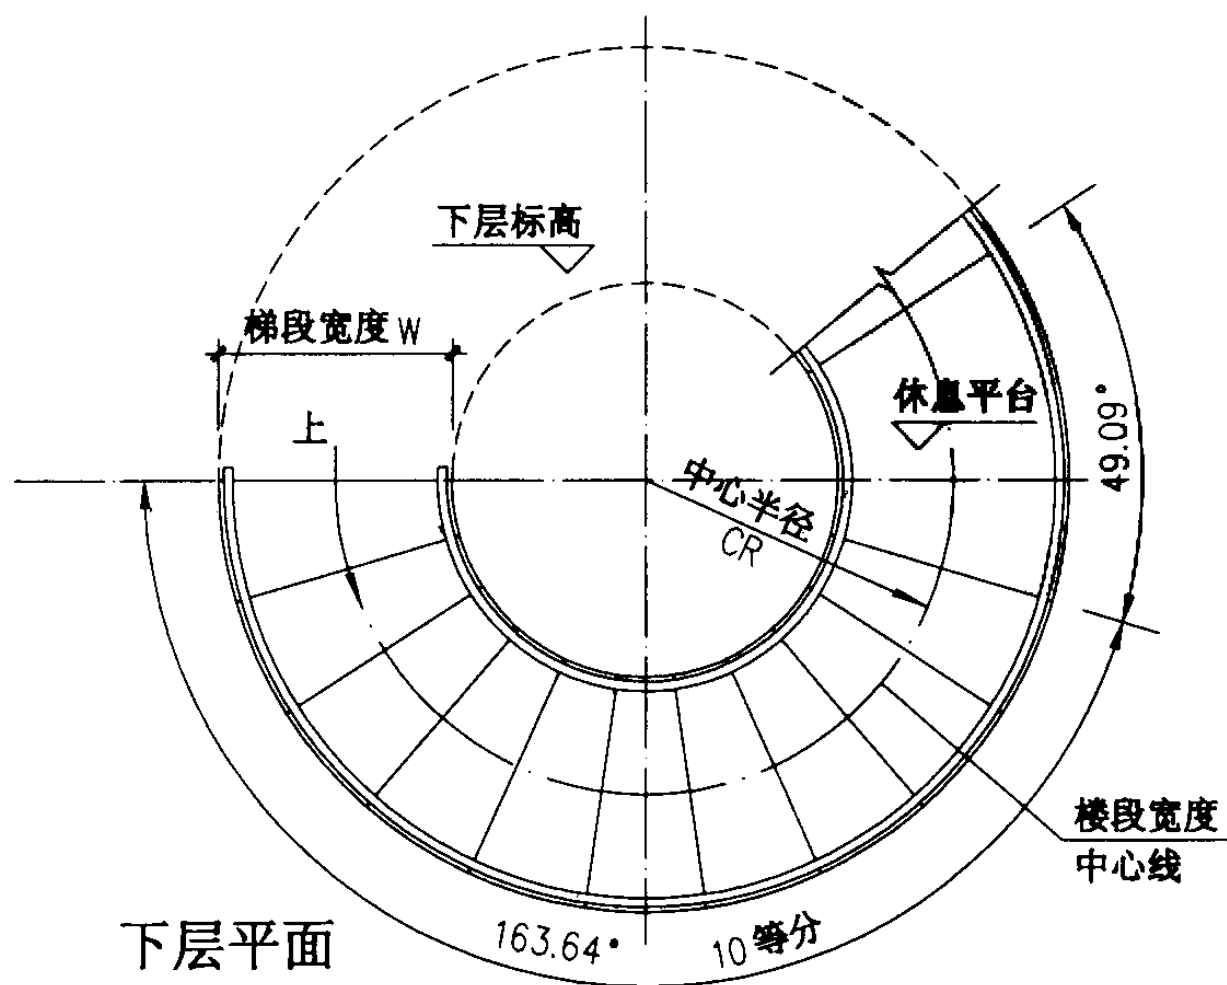 下层标高
梯段宽度 W
上
休息平台
49.09°
中心半径
CR
楼段宽度
中心线
163.64°
10等分
下层平面